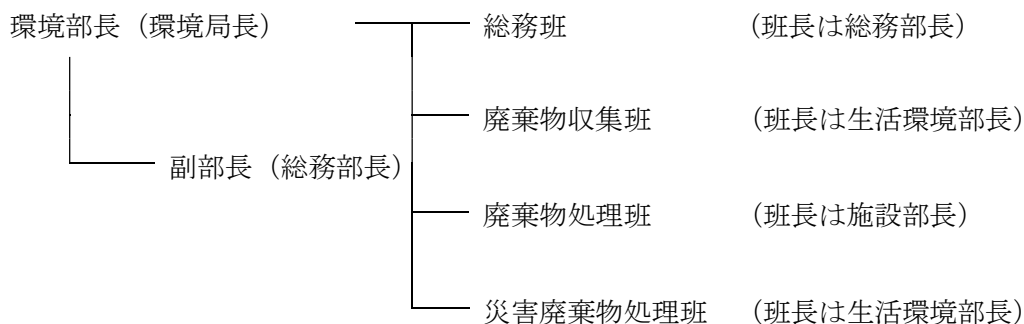 環境部長（環境局長） 総務班 （班長は総務部長）
廃棄物収集班 （班長は生活環境部長）
副部長（総務部長）
廃棄物処理班 （班長は施設部長）
災害廃棄物処理班 （班長は生活環境部長）